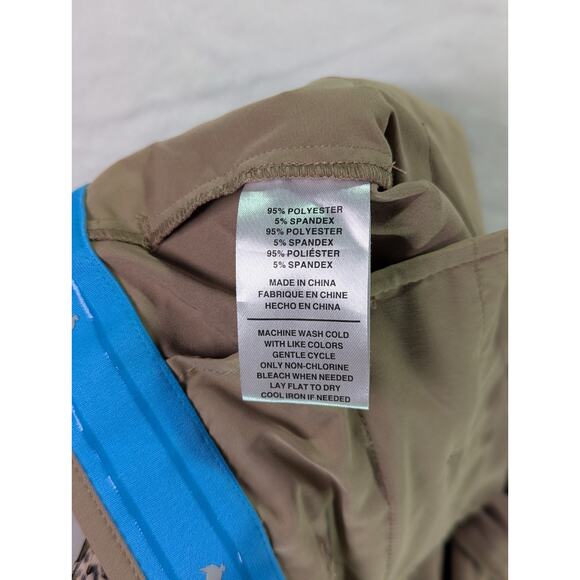 95% POLYESTER
5% SPANDEX
95% POLYESTER
5% SPANDEX
95% POLIÉSTER
5% SPANDEX
MADE IN CHINA
FABRIQUE EN CHINE
HECHO EN CHINA
MACHINE WASH COLD
WITH LIKE COLORS
GENTLE CYCLE
ONLY NON-CHLORINE
BLEACH WHEN NEEDED
LAY FLAT TO DRY
COOL IRON IF NEEDED